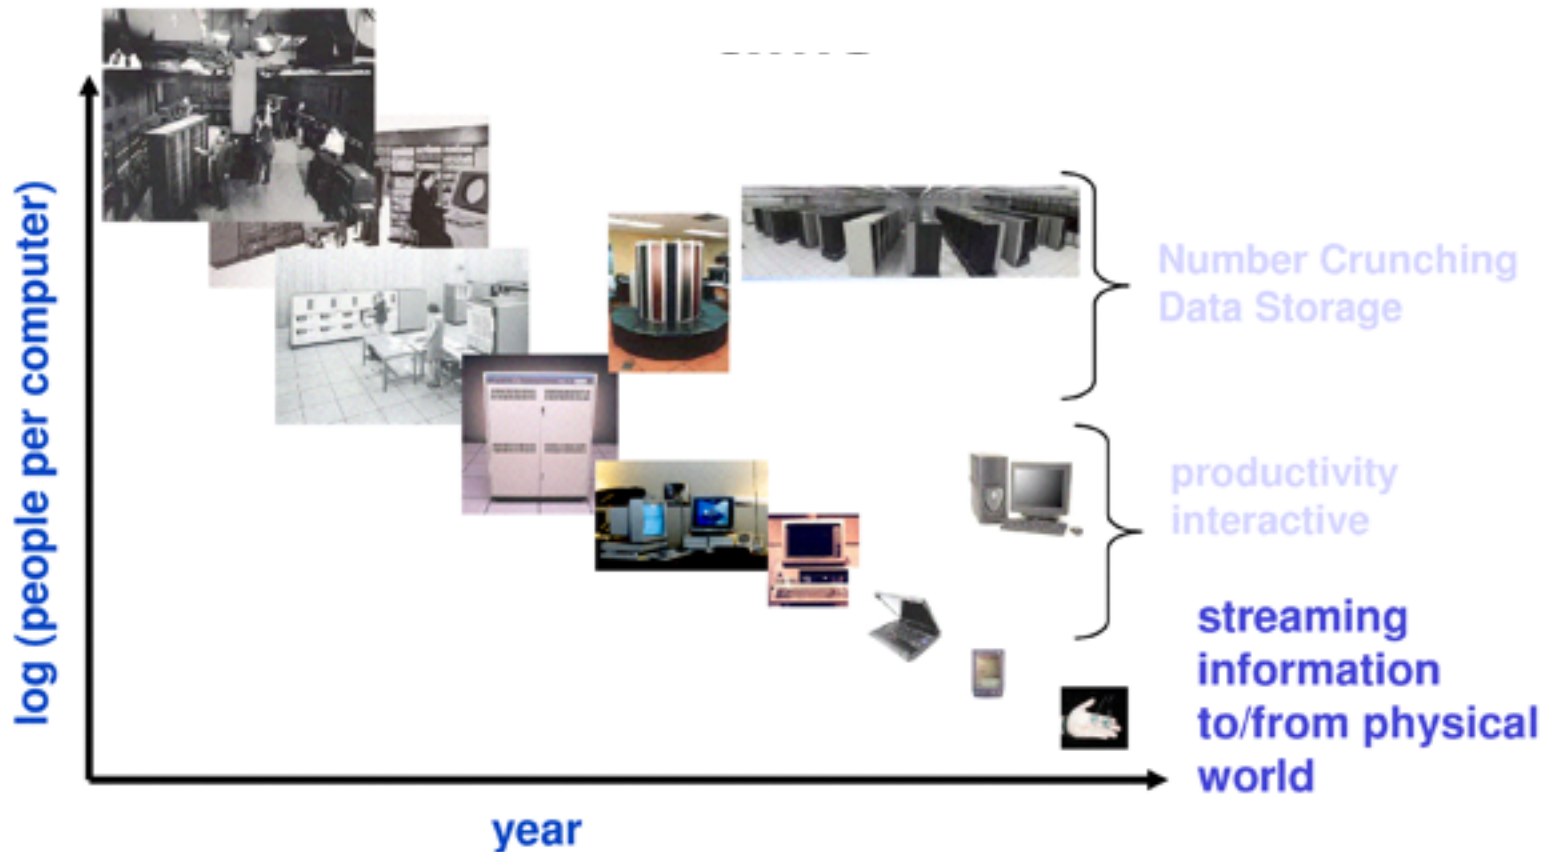 log (people per computer)
Number Crunching
Data Storage
productivity
interactive
streaming
information
to/from physical
world
year